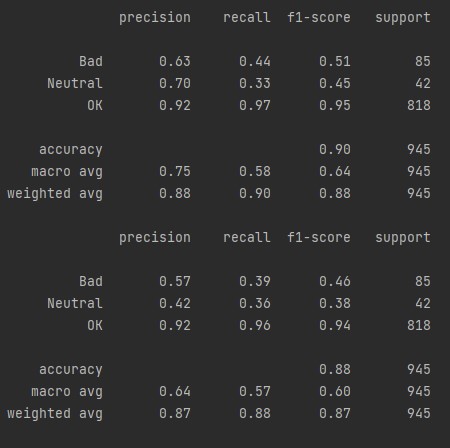 precision recall f1-score support
Bad 0.63 0.44 0.51 85
Neutral 0.70 0.33 0.45 42
OK 0.92 0.97 0.95 818
accuracy 0.90 945
macro avg 0.75 0.58 0.64 945
weighted avg 0.88 0.90 0.88 945
precision recall f1-score support
Bad 0.57 0.39 0.46 85
Neutral 0.42 0.36 0.38 42
OK 0.92 0.96 0.94 818
accuracy 0.88 945
macro avg 0.64 0.57 0.60 945
weighted avg 0.87 0.88 0.87 945